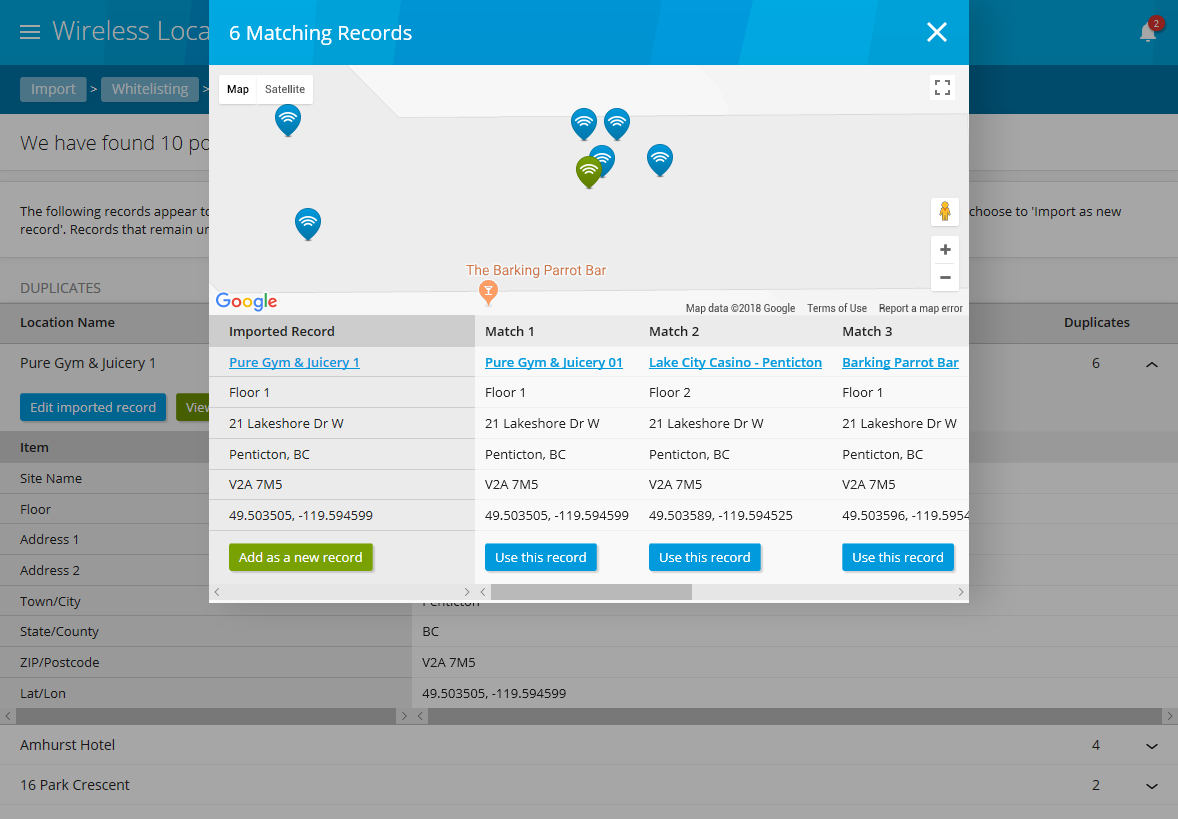 Wireless Loca
6 Matching Records
2
Import > Whitelisting >
We have found 10 po
Map Satellite
The following records appear to
choose to 'Import as new
record'. Records that remain un
The Barking Parrot Bar
Google
Map data ©2018 Google Terms of Use Report a map error
DUPLICATES
Location Name
Duplicates
Imported Record Match 1 Match 2 Match 3
Pure Gym & Juicery 1
6
Pure Gym & Juicery 1 Pure Gym & Juicery 01 Lake City Casino - Penticton Barking Parrot Bar
Floor 1 Floor 1 Floor 2 Floor 1
Edit imported record View
21 Lakeshore Dr W 21 Lakeshore Dr W 21 Lakeshore Dr W 21 Lakeshore Dr W
Penticton, BC Penticton, BC Penticton, BC Penticton, BC
V2A 7M5 V2A 7M5 V2A 7M5 V2A 7M5
49.503505, -119.594599 49.503505, -119.594599 49.503589, -119.594525 49.503596, -119.5954
Add as a new record Use this record Use this record Use this record
Item
Site Name
Floor
Address 1
Address 2
Town/City Penticton
State/County BC
ZIP/Postcode V2A 7M5
Lat/Lon 49.503505, -119.594599
Amhurst Hotel 4
16 Park Crescent 2